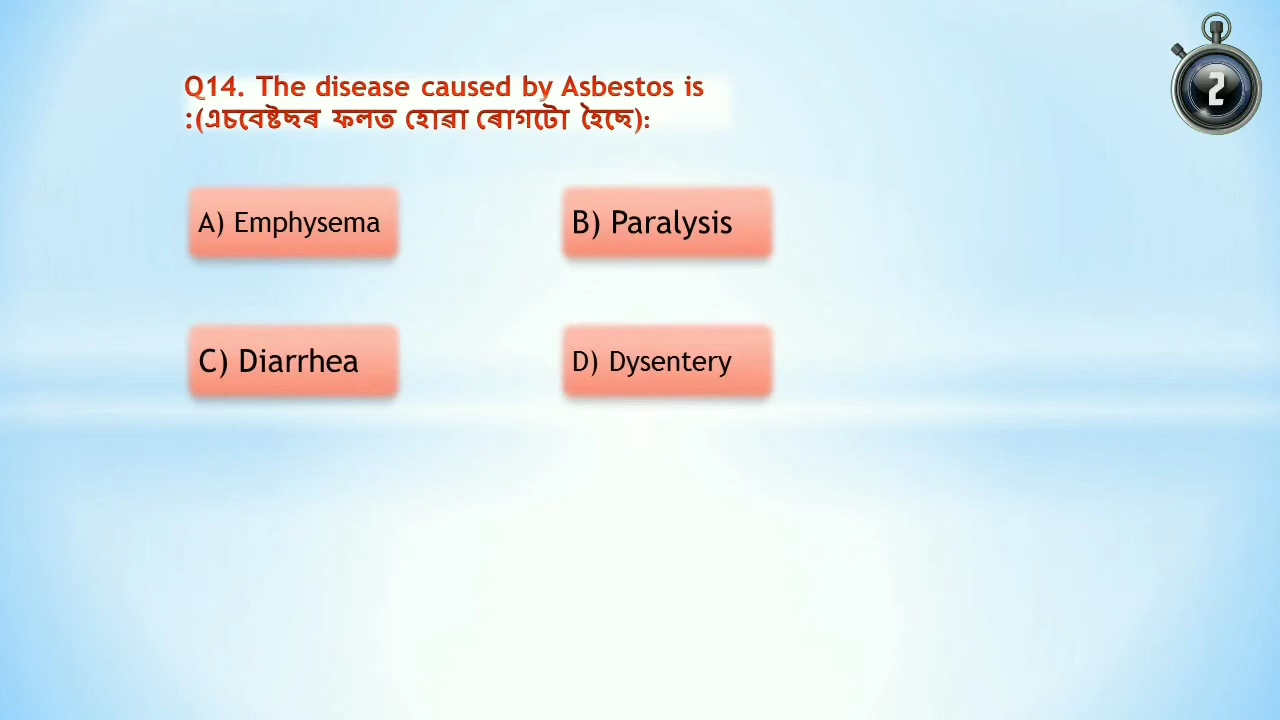 Q14. The disease caused by Asbestos is
:(এচবেষ্টছৰ ফলত হোৱা ৰোগটো হৈছে):
2
A) Emphysema
B) Paralysis
C) Diarrhea
D) Dysentery